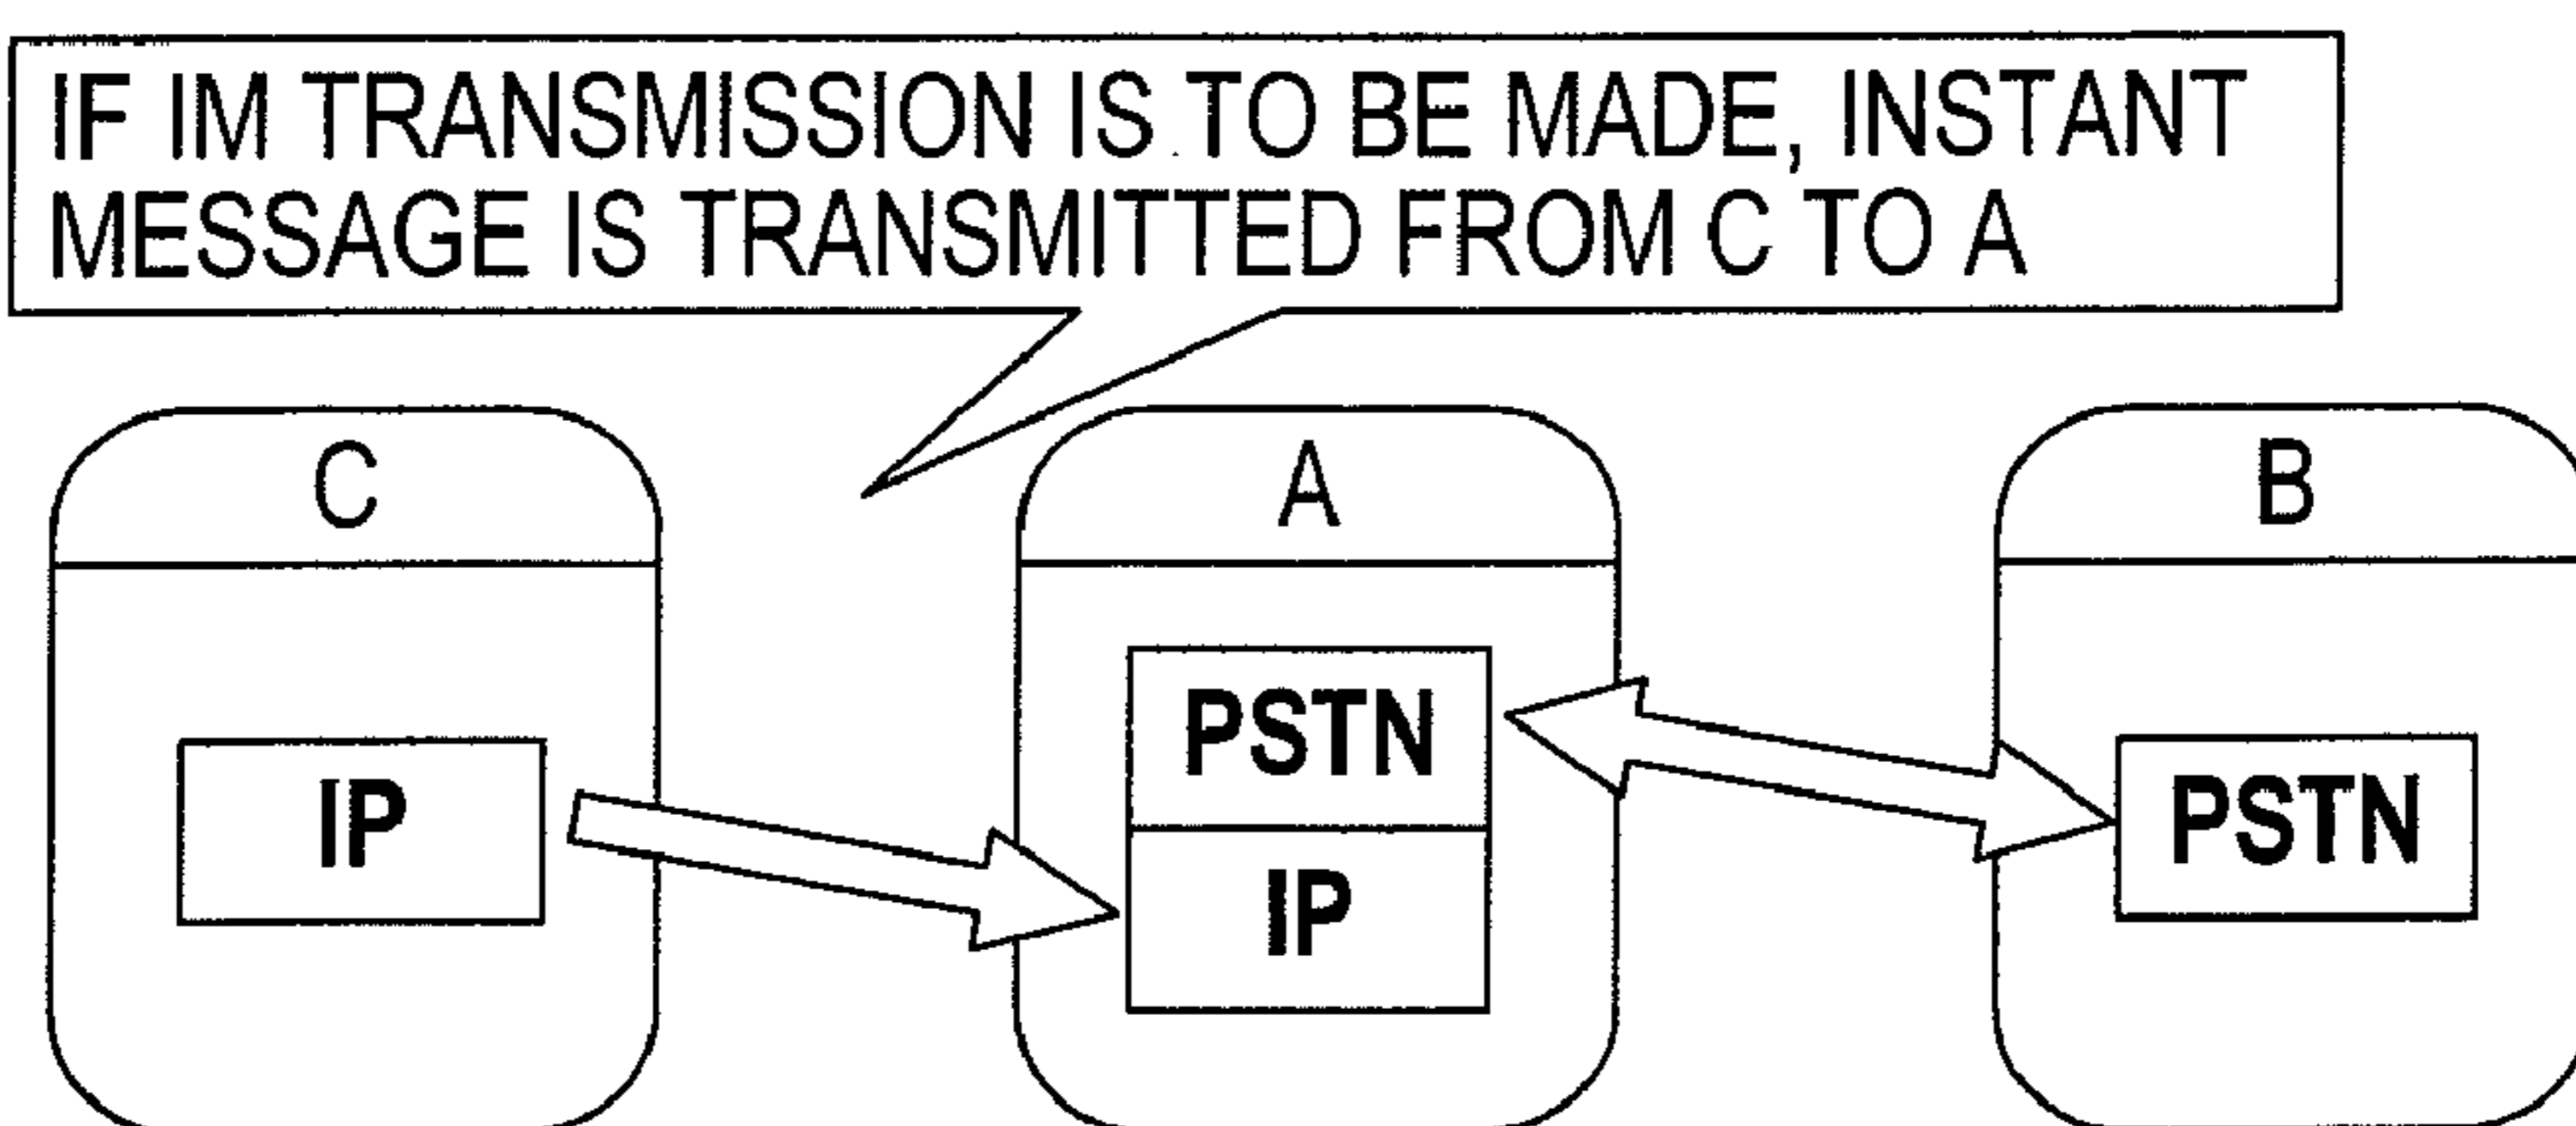 IF IM TRANSMISSION IS TO BE MADE, INSTANT
MESSAGE IS TRANSMITTED FROM C TO A
C
A
B
PSTN
IP
PSTN
IP